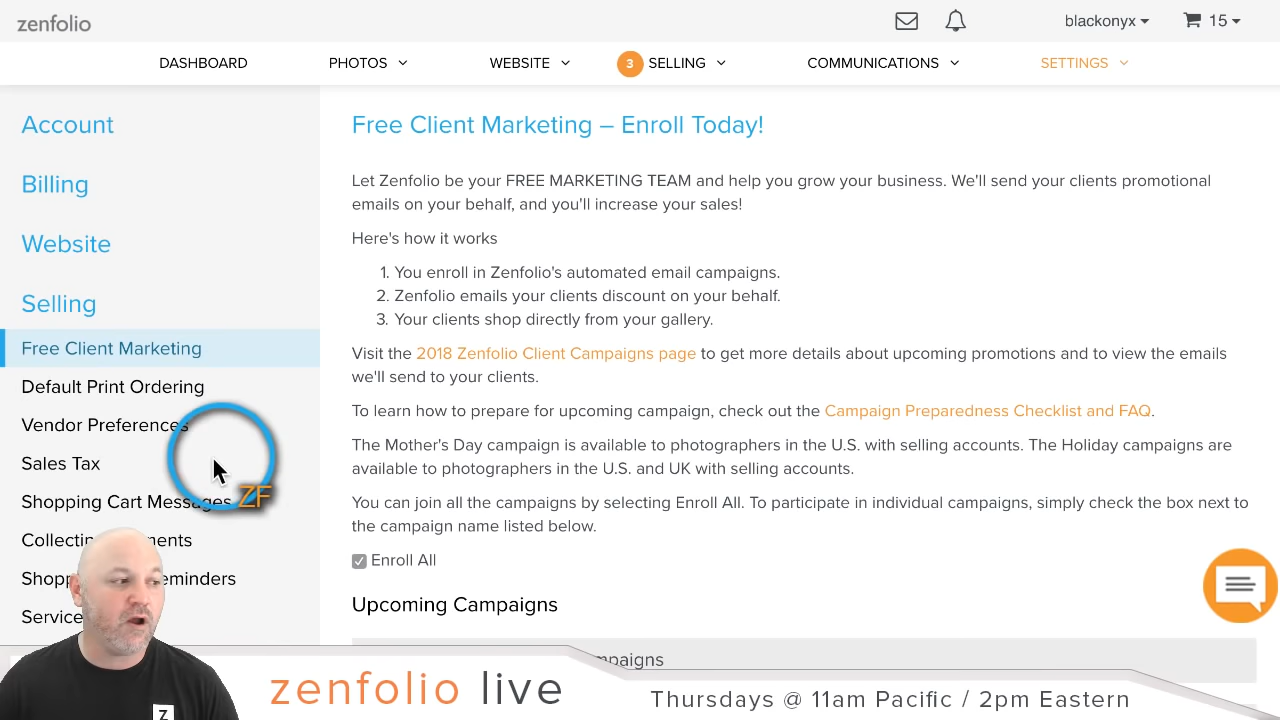 zenfolio
blackonyx
15
DASHBOARD
PHOTOS
WEBSITE
3 SELLING
COMMUNICATIONS
SETTINGS
Account
Billing
Website
Selling
Free Client Marketing
Default Print Ordering
Vendor Preferences
Sales Tax
Shopping Cart Messages
ZF
Free Client Marketing – Enroll Today!
Let Zenfolio be your FREE MARKETING TEAM and help you grow your business. We'll send your clients promotional
emails on your behalf, and you'll increase your sales!
Here's how it works
1. You enroll in Zenfolio's automated email campaigns.
2. Zenfolio emails your clients discount on your behalf.
3. Your clients shop directly from your gallery.
Visit the 2018 Zenfolio Client Campaigns page to get more details about upcoming promotions and to view the emails
we'll send to your clients.
To learn how to prepare for upcoming campaign, check out the Campaign Preparedness Checklist and FAQ.
The Mother's Day campaign is available to photographers in the U.S. with selling accounts. The Holiday campaigns are
available to photographers in the U.S. and UK with selling accounts.
You can join all the campaigns by selecting Enroll All. To participate in individual campaigns, simply check the box next to
the campaign name listed below.
Enroll All
Upcoming Campaigns
Z
zenfolio live
Thursdays @ 11am Pacific / 2pm Eastern